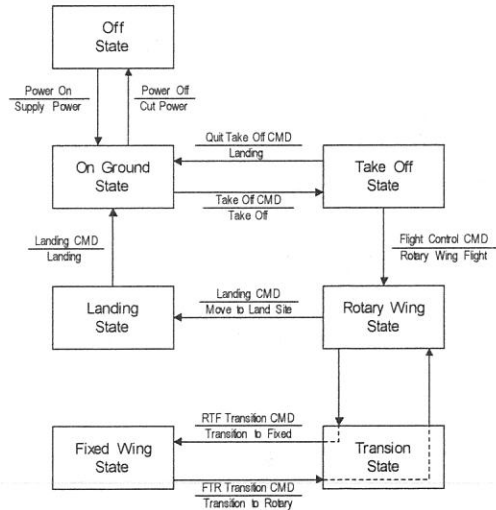 Off
State
Power On
Supply Power
Power Off
Cut Power
Quit Take Off CMD
Landing
On Ground
State
Take Off
State
Take Off CMD
Take Off
Landing CMD
Landing
Flight Control CMD
Rotary Wing Flight
Landing
State
Landing CMD
Move to Land Site
Rotary Wing
State
RTF Transition CMD
Transition to Fixed
Fixed Wing
State
Transion
State
FTR Transition CMD
Transition to Rotary